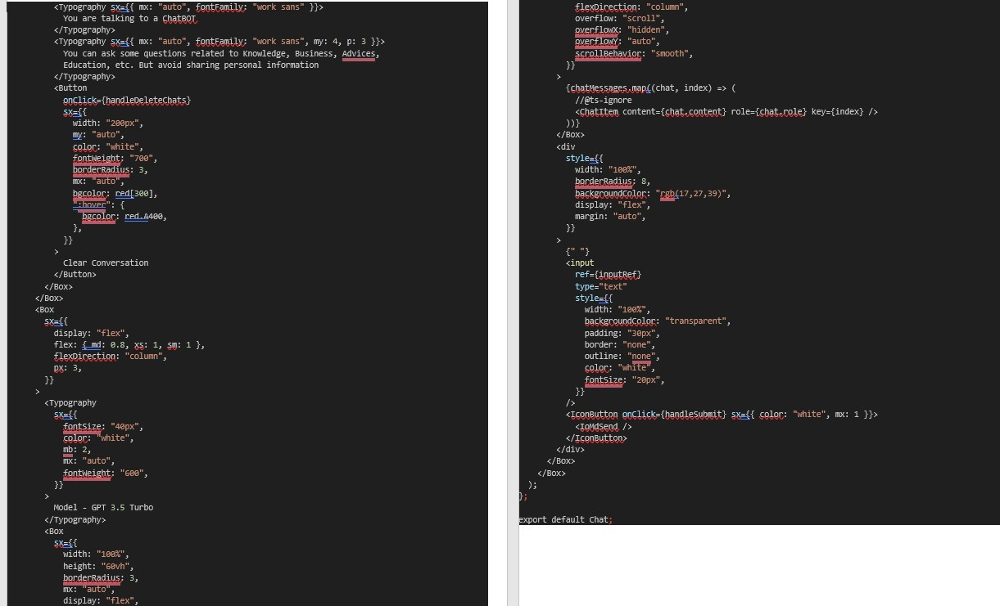 <Typography sx={{ mx: "auto", fontFamily: "work sans" }}>
You are talking to a ChatBOT
</Typography>
<Typography sx={{ mx: "auto", fontFamily: "work sans", my: 4, p: 3 }}>
You can ask some questions related to Knowledge, Business, Advices,
Education, etc. But avoid sharing personal information
</Typography>
<Button
onClick={handleDeleteChats}
sx={{
width: "200px",
my: "auto",
color: "white",
fontWeight: "700",
borderRadius: 3,
mx: "auto",
bgcolor: red[300],
":hover": {
bgcolor: red.A400,
},
}}
>
Clear Conversation
</Button>
</Box>
</Box>
<Box
sx={{
display: "flex",
flex: { md: 0.8, xs: 1, sm: 1 },
flexDirection: "column",
px: 3,
}}
>
<Typography
sx={{
fontSize: "40px",
color: "white",
mb: 2,
mx: "auto",
fontWeight: "600",
}}
>
Model - GPT 3.5 Turbo
</Typography>
<Box
sx={{
width: "100%",
height: "60vh",
borderRadius: 3,
mx: "auto",
display: "flex",
flexDirection: "column",
overflow: "scroll",
overflowX: "hidden",
overflowY: "auto",
scrollBehavior: "smooth",
}}
>
{chatMessages.map((chat, index) => (
//@ts-ignore
<ChatItem content={chat.content} role={chat.role} key={index} />
))}
</Box>
<div
style={{
width: "100%",
borderRadius: 8,
backgroundColor: "rgb(17,27,39)",
display: "flex",
margin: "auto",
}}
>
{" "}
<input
ref={inputRef}
type="text"
style={{
width: "100%",
backgroundColor: "transparent",
padding: "30px",
border: "none",
outline: "none",
color: "white",
fontSize: "20px",
}}
/>
<IconButton onClick={handleSubmit} sx={{ color: "white", mx: 1 }}>
<IoMdSend />
</IconButton>
</div>
</Box>
</Box>
);
};
export default Chat;